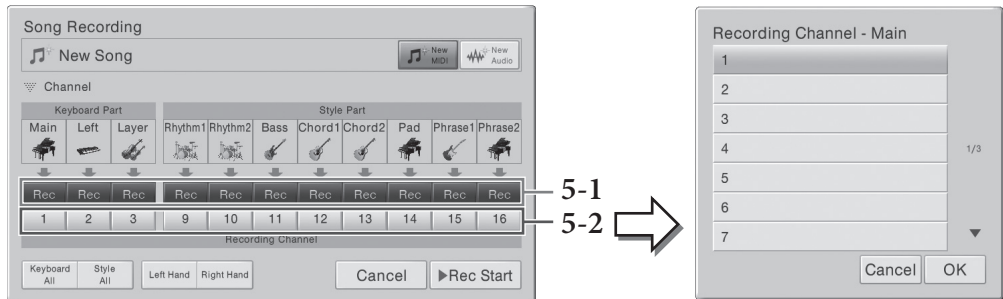 Song Recording
New Song
New MIDI
New Audio
Channel
Keyboard Part
Style Part
Main Left Layer Rhythm1 Rhythm2 Bass Chord1 Chord2 Pad Phrase1 Phrase2
Rec Rec Rec Rec Rec Rec Rec Rec Rec Rec Rec
5-1
1 2 3 9 10 11 12 13 14 15 16
5-2
Recording Channel
Keyboard All
Style All
Left Hand
Right Hand
Cancel
Rec Start
Recording Channel - Main
1
2
3
4
1/3
5
6
7
Cancel
OK